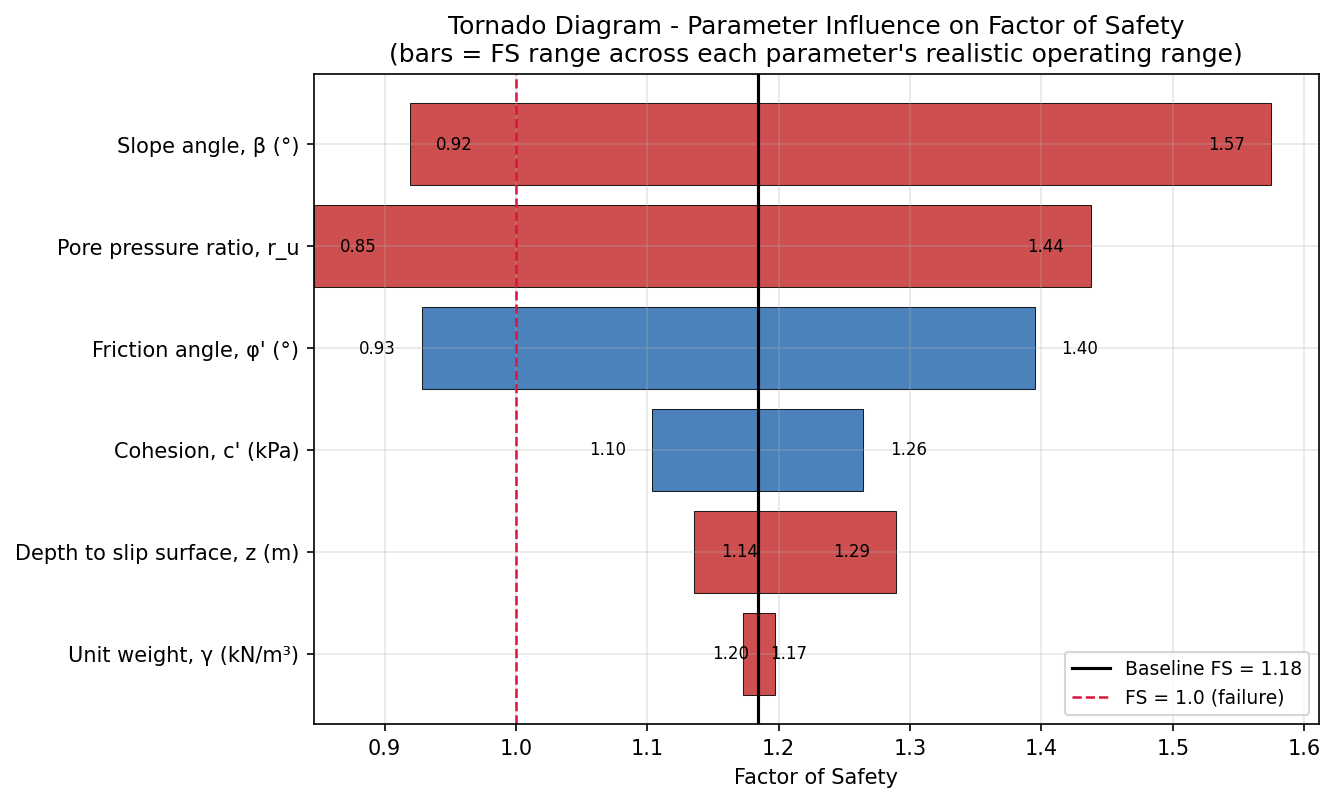 Tornado Diagram - Parameter Influence on Factor of Safety
(bars = FS range across each parameter's realistic operating range)
Slope angle, β (°)
0.92
1.57
Pore pressure ratio, r_u
0.85
1.44
Friction angle, φ' (°)
0.93
1.40
Cohesion, c' (kPa)
1.10
1.26
Depth to slip surface, z (m)
1.14
1.29
Unit weight, γ (kN/m³)
1.20
1.17
Baseline FS = 1.18
FS = 1.0 (failure)
0.9
1.0
1.1
1.2
1.3
1.4
1.5
1.6
Factor of Safety